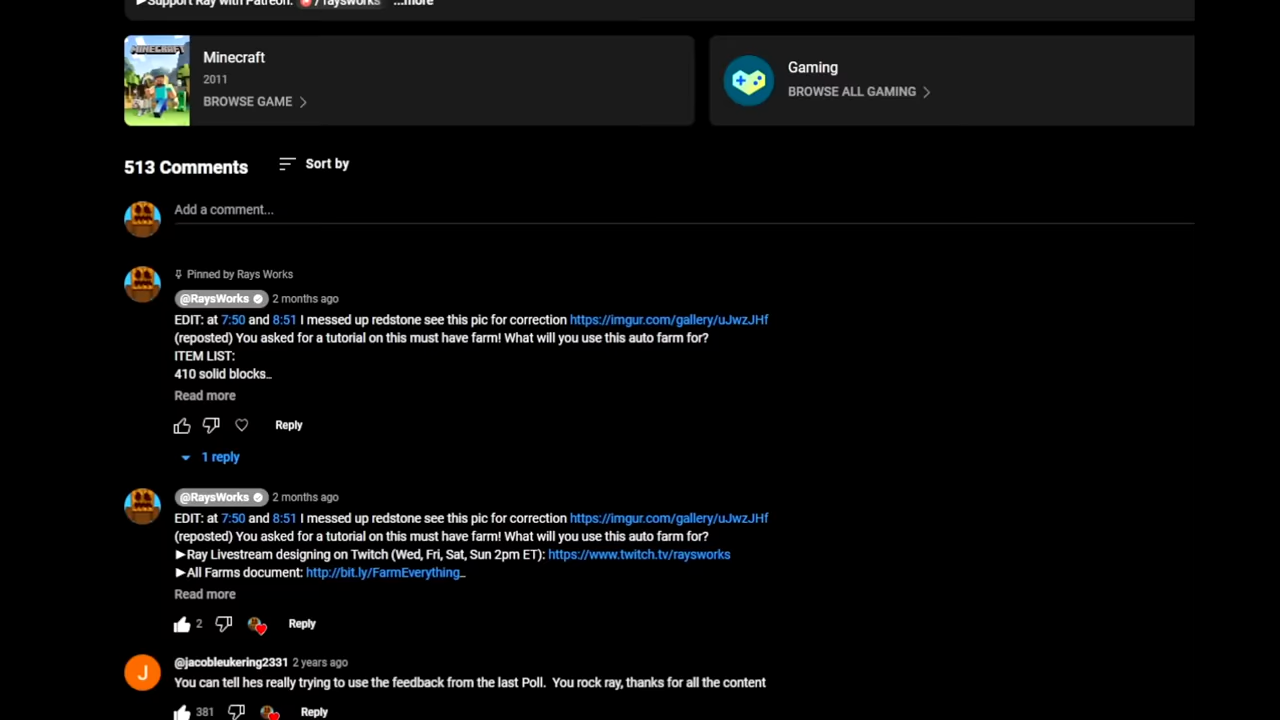 ▶Support Ray with Patreon: / raysworks ...more
MINECRAFT
Minecraft
2011
BROWSE GAME
Gaming
BROWSE ALL GAMING
513 Comments
Sort by
Add a comment...
Pinned by Rays Works
@RaysWorks 2 months ago
EDIT: at 7:50 and 8:51 I messed up redstone see this pic for correction https://imgur.com/gallery/uJwzJHf
(reposted) You asked for a tutorial on this must have farm! What will you use this auto farm for?
ITEM LIST:
410 solid blocks…
Read more
Reply
1 reply
@RaysWorks 2 months ago
EDIT: at 7:50 and 8:51 I messed up redstone see this pic for correction https://imgur.com/gallery/uJwzJHf
(reposted) You asked for a tutorial on this must have farm! What will you use this auto farm for?
▶Ray Livestream designing on Twitch (Wed, Fri, Sat, Sun 2pm ET): https://www.twitch.tv/raysworks
▶All Farms document: http://bit.ly/FarmEverything…
Read more
2 Reply
J
@jacobleukering2331 2 years ago
You can tell hes really trying to use the feedback from the last Poll. You rock ray, thanks for all the content
381 Reply